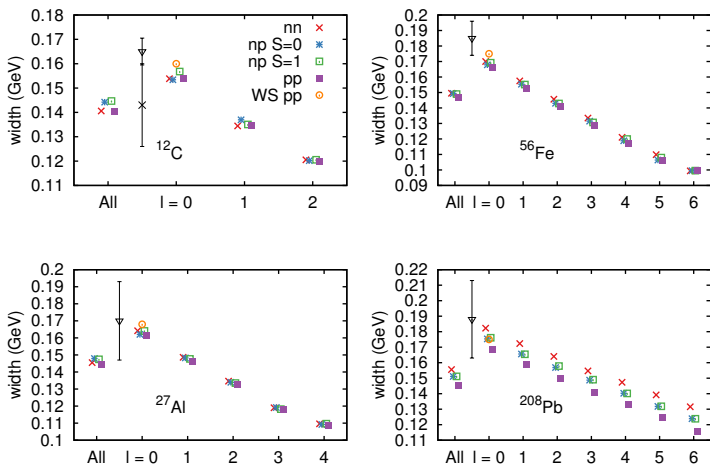 0.18
0.17
0.16
0.15
0.14
0.13
0.12
0.11
width (GeV)
¹²C
All
l = 0
1
2
nn
np S=0
np S=1
pp
WS pp
0.2
0.19
0.18
0.17
0.16
0.15
0.14
0.13
0.12
0.11
0.1
0.09
width (GeV)
⁵⁶Fe
All
l = 0
1
2
3
4
5
6
0.2
0.19
0.18
0.17
0.16
0.15
0.14
0.13
0.12
0.11
0.1
width (GeV)
²⁷Al
All
l = 0
1
2
3
4
0.22
0.21
0.2
0.19
0.18
0.17
0.16
0.15
0.14
0.13
0.12
0.11
width (GeV)
²⁰⁸Pb
All
l = 0
1
2
3
4
5
6